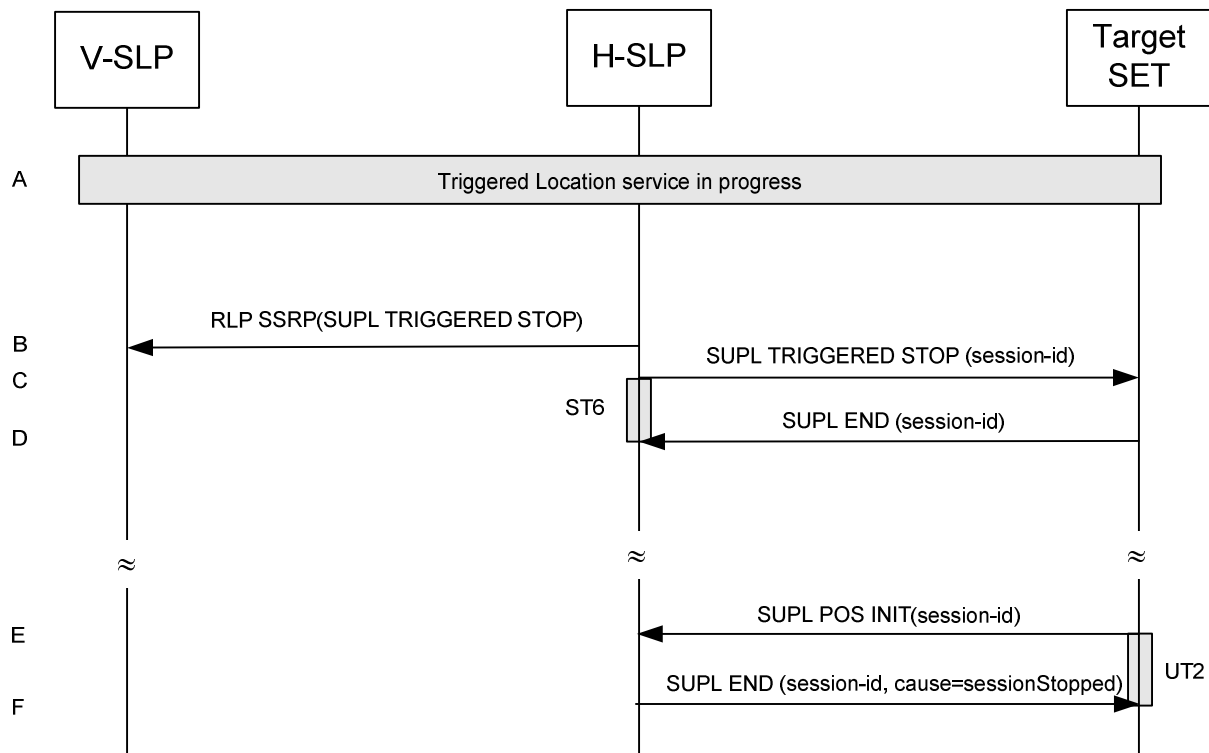 V-SLP
H-SLP
Target
SET
A
Triggered Location service in progress
RLP SSRP(SUPL TRIGGERED STOP)
B
SUPL TRIGGERED STOP (session-id)
C
ST6
SUPL END (session-id)
D
≈
≈
≈
SUPL POS INIT(session-id)
E
UT2
SUPL END (session-id, cause=sessionStopped)
F